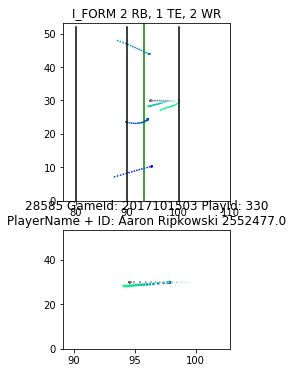 I_FORM 2 RB, 1 TE, 2 WR
50
40
30
20
10
0
80 90 100 110
28585 GameId: 2017101503 PlayId: 330
PlayerName + ID: Aaron Ripkowski 2552477.0
40
20
0
90 95 100